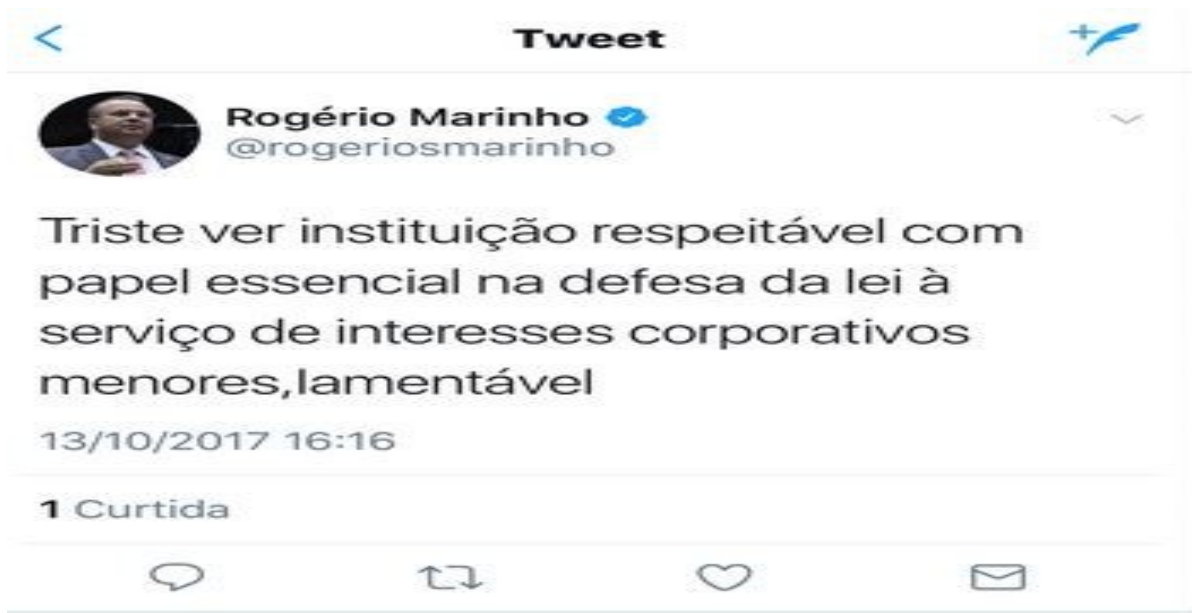 Tweet
Rogério Marinho
@rogeriosmarinho
Triste ver instituição respeitável com
papel essencial na defesa da lei à
serviço de interesses corporativos
menores,lamentável
13/10/2017 16:16
1 Curtida